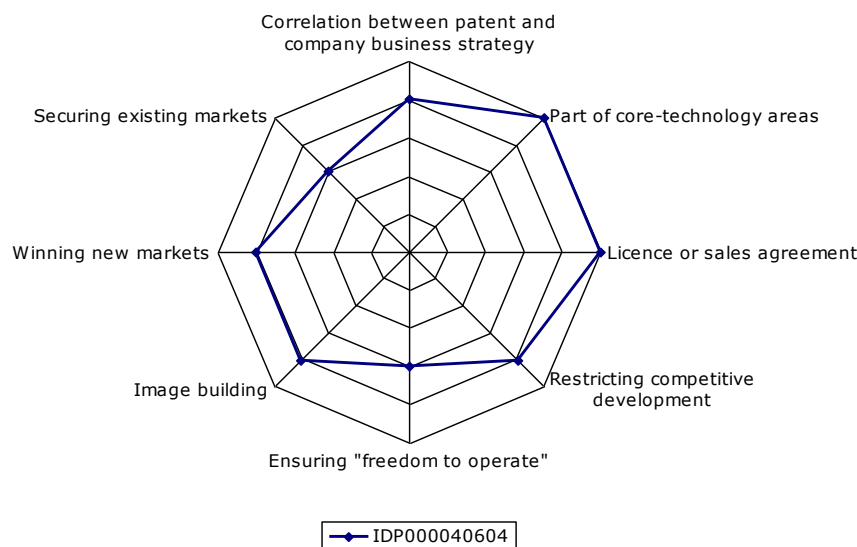 Correlation between patent and
company business strategy
Securing existing markets
Part of core-technology areas
Winning new markets
Licence or sales agreement
Image building
Restricting competitive
development
Ensuring "freedom to operate"
IDP000040604